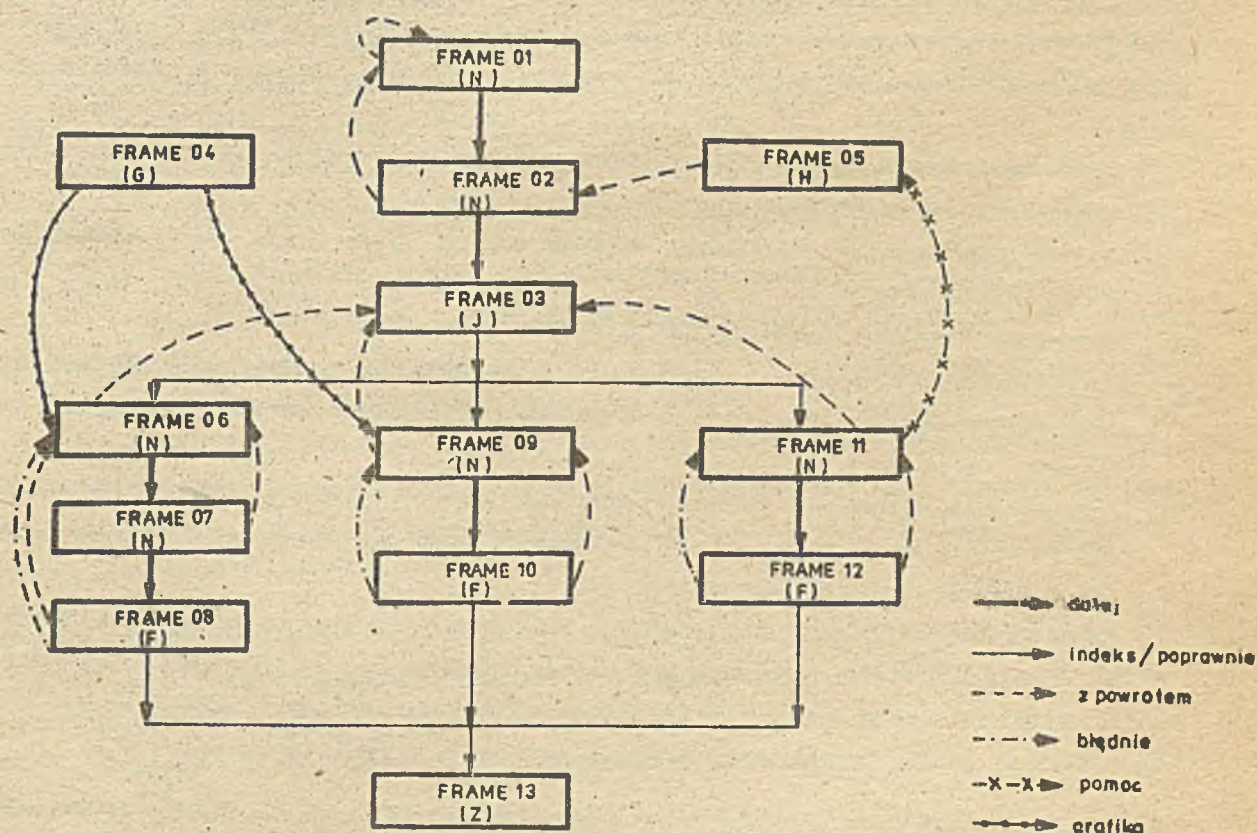 FRAME 01
(N)
FRAME 04
(G)
FRAME 02
(N)
FRAME 05
(H)
FRAME 03
(J)
FRAME 06
(N)
FRAME 09
(N)
FRAME 11
(N)
FRAME 07
(N)
FRAME 10
(F)
FRAME 12
(F)
FRAME 08
(F)
FRAME 13
(Z)
dalej
indeks/poprawnie
z powrotem
błędnie
-x-x- pomoc
grafika